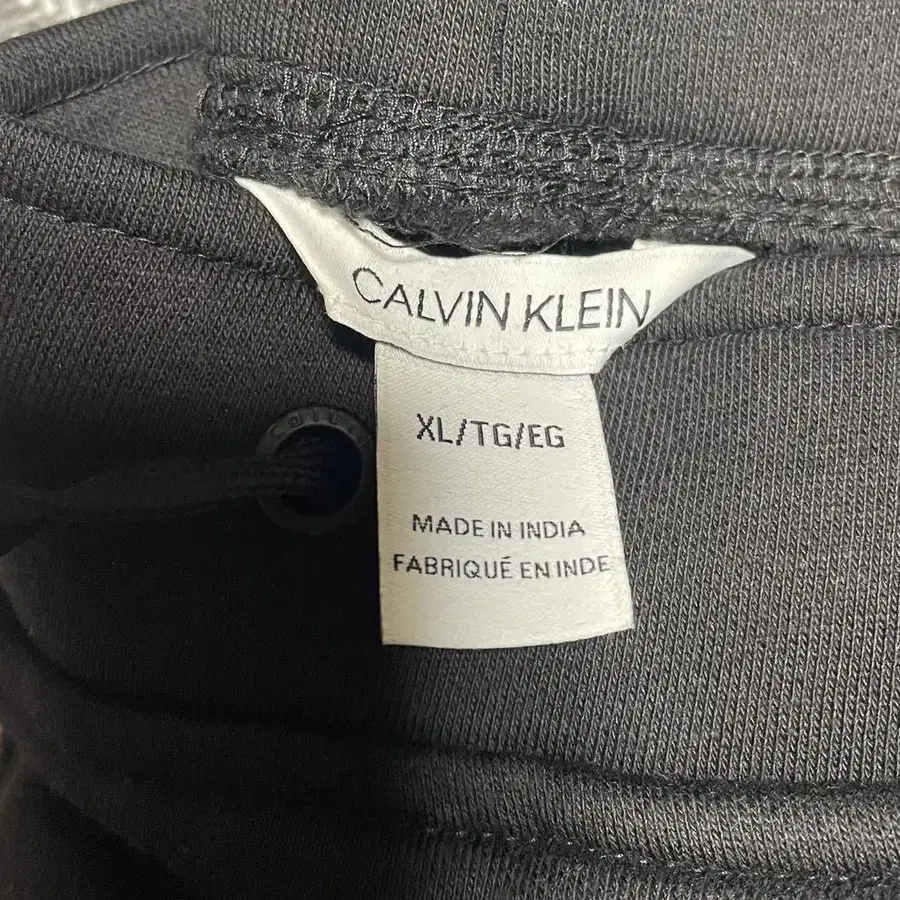 CALVIN KLEIN
XL/TG/EG
MADE IN INDIA
FABRIQUÉ EN INDE